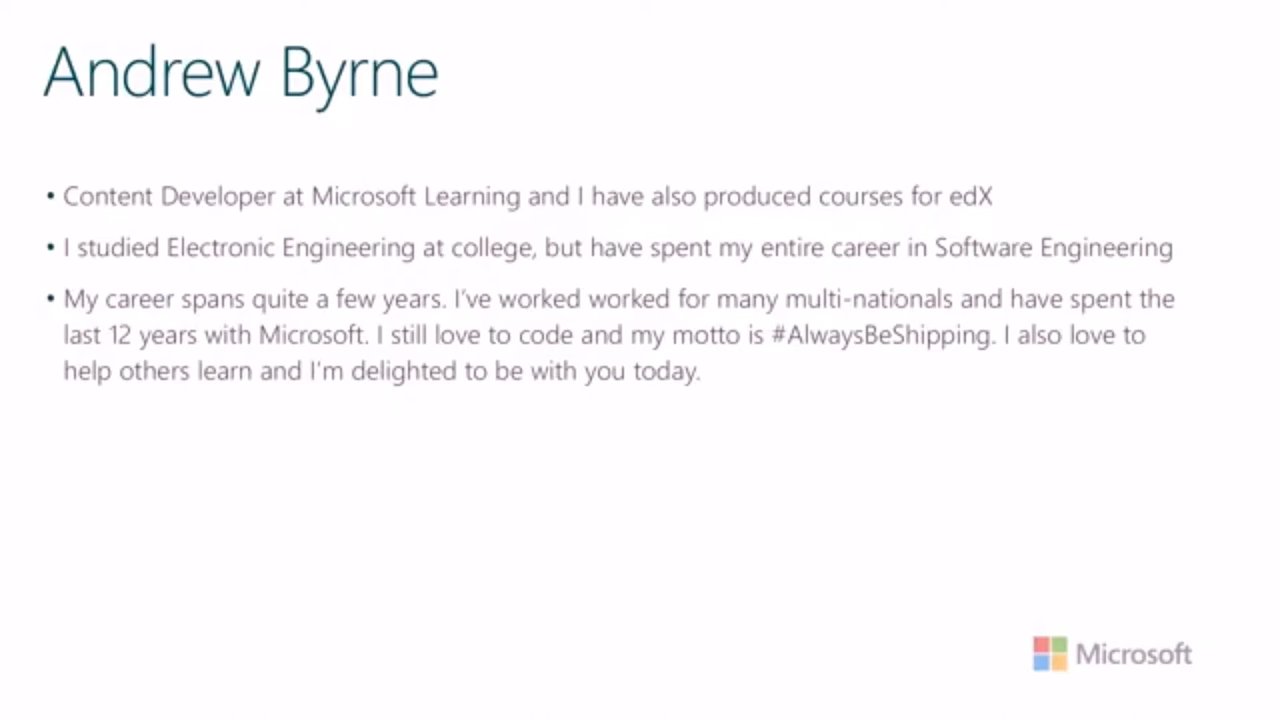 Andrew Byrne
• Content Developer at Microsoft Learning and I have also produced courses for edX
• I studied Electronic Engineering at college, but have spent my entire career in Software Engineering
• My career spans quite a few years. I've worked worked for many multi-nationals and have spent the
last 12 years with Microsoft. I still love to code and my motto is #AlwaysBeShipping. I also love to
help others learn and I'm delighted to be with you today.
Microsoft